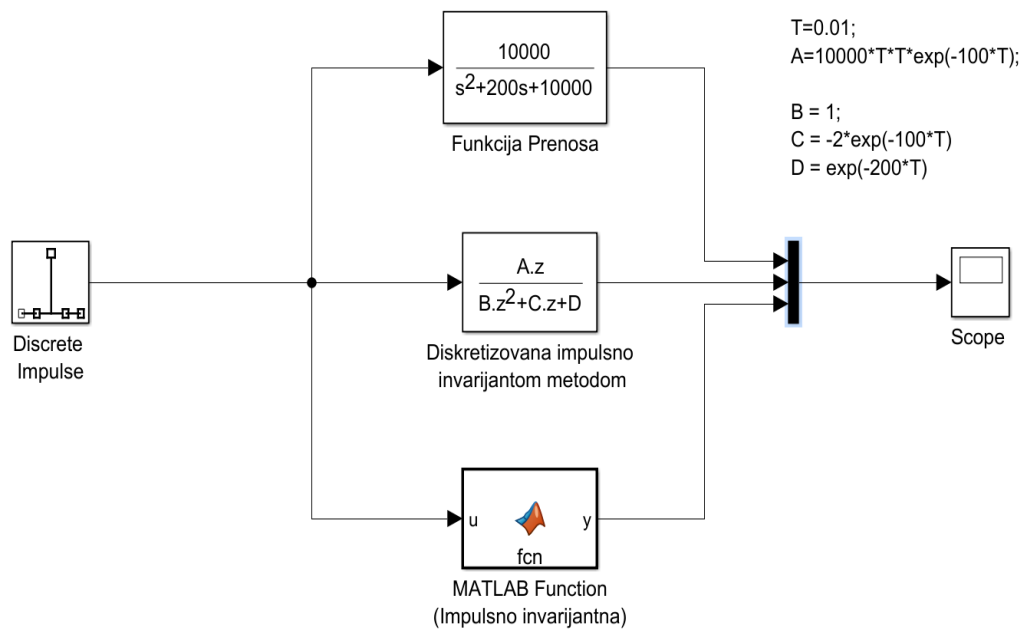 T=0.01;
A=10000*T*T*exp(-100*T);
B = 1;
C = -2*exp(-100*T)
D = exp(-200*T)
10000
s2+200s+10000
Funkcija Prenosa
Discrete
Impulse
A.z
B.z2+C.z+D
Diskretizovana impulsno
invarijantom metodom
Scope
u
y
fcn
MATLAB Function
(Impulsno invarijantna)